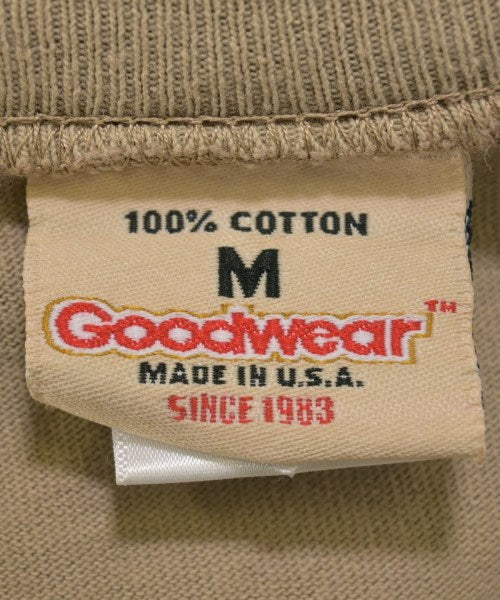 100% COTTON
M
Goodwear™
MADE IN U.S.A.
SINCE 1983